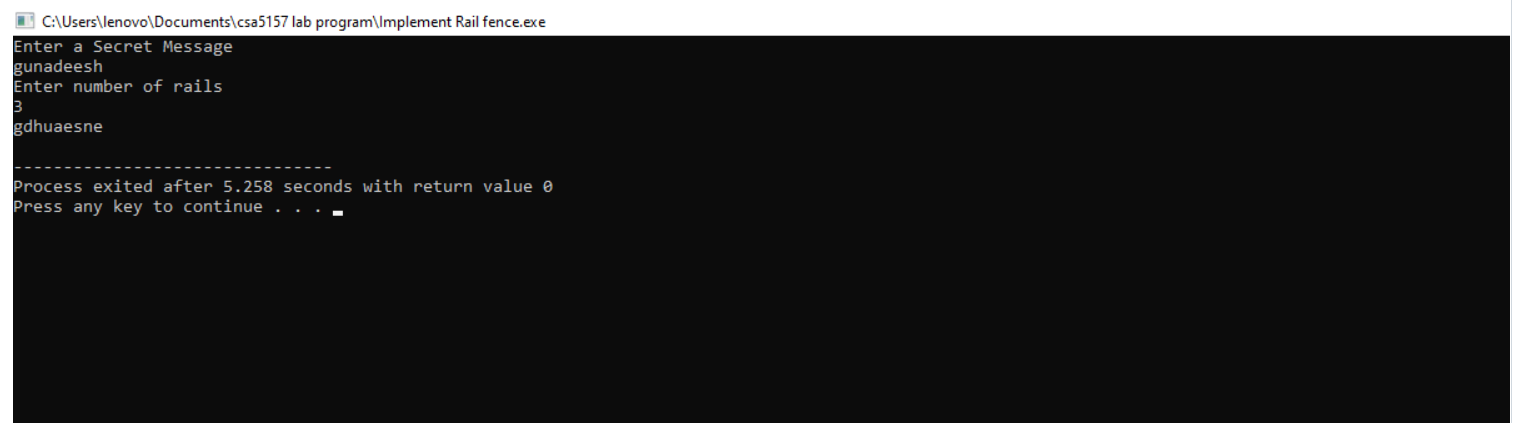 C:\Users\lenovo\Documents\csa5157 lab program\Implement Rail fence.exe
Enter a Secret Message
gunadeesh
Enter number of rails
3
gdhuaesne
--------------------------------
Process exited after 5.258 seconds with return value 0
Press any key to continue . . .